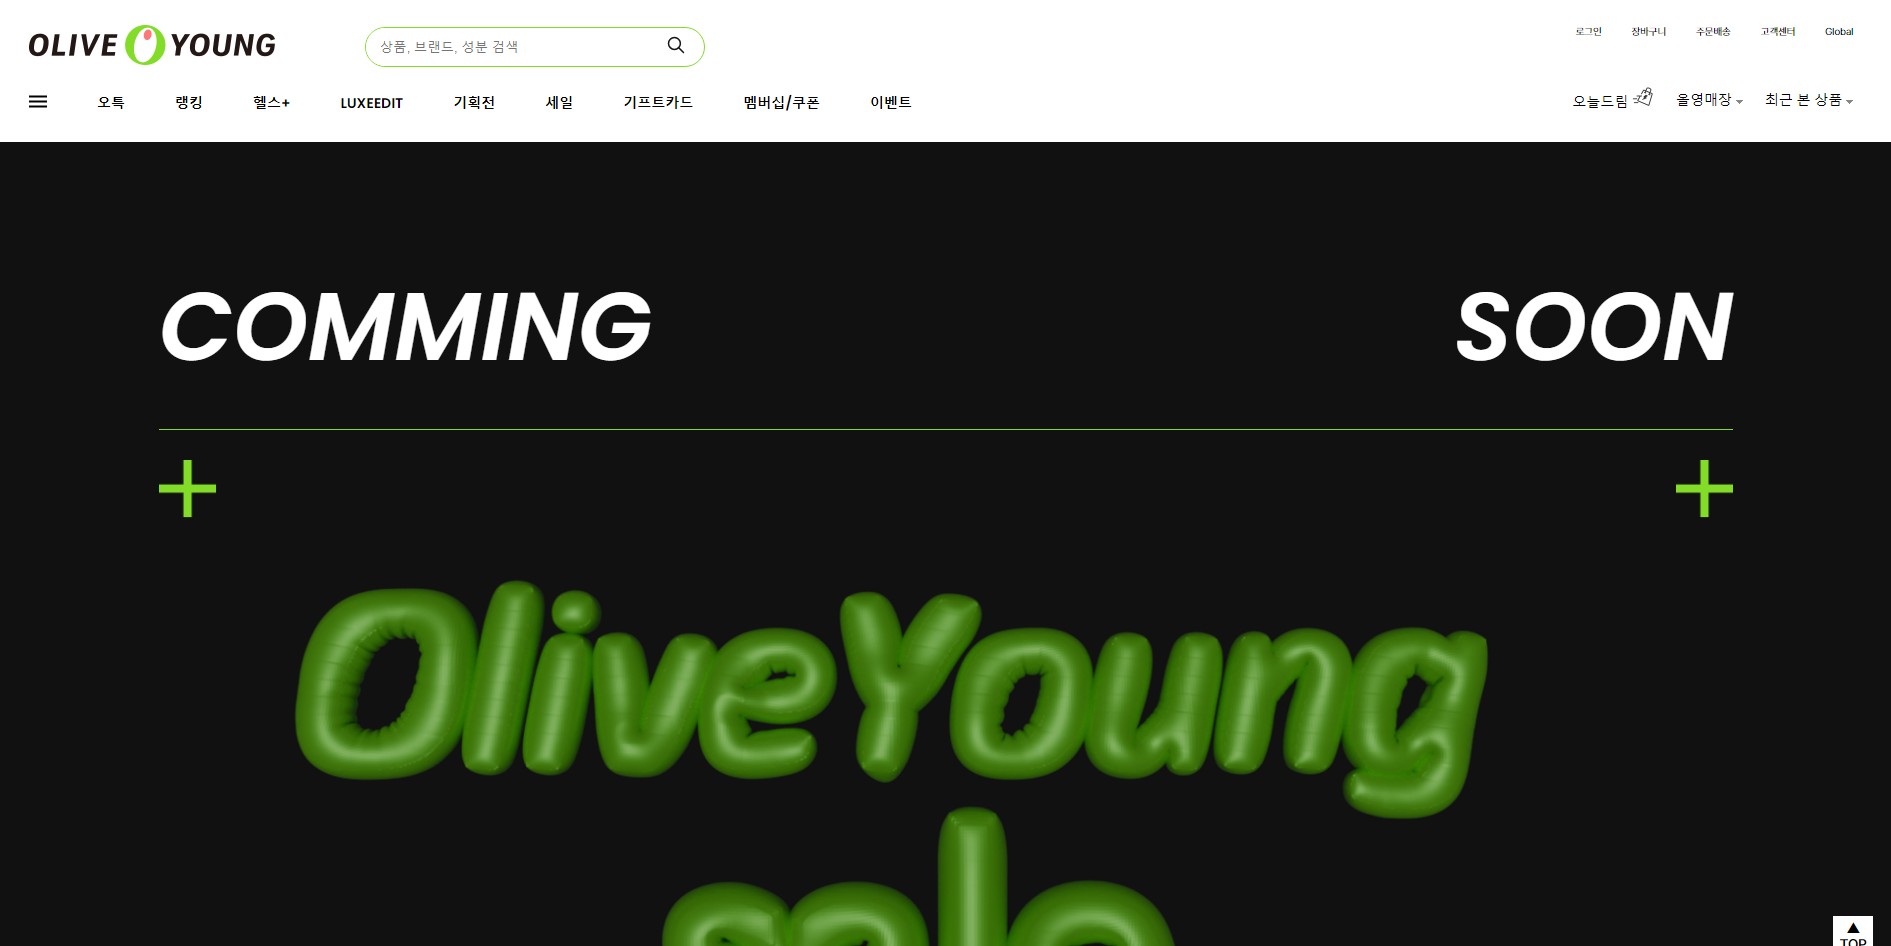 OLIVE YOUNG
상품, 브랜드, 성분 검색
로그인 장바구니 주문배송 고객센터 Global
오특 랭킹 헬스+ LUXEEDIT 기획전 세일 기프트카드 멤버십/쿠폰 이벤트
오늘드림 올영매장 최근 본 상품
COMMING SOON
OliveYoung
sale
TOP